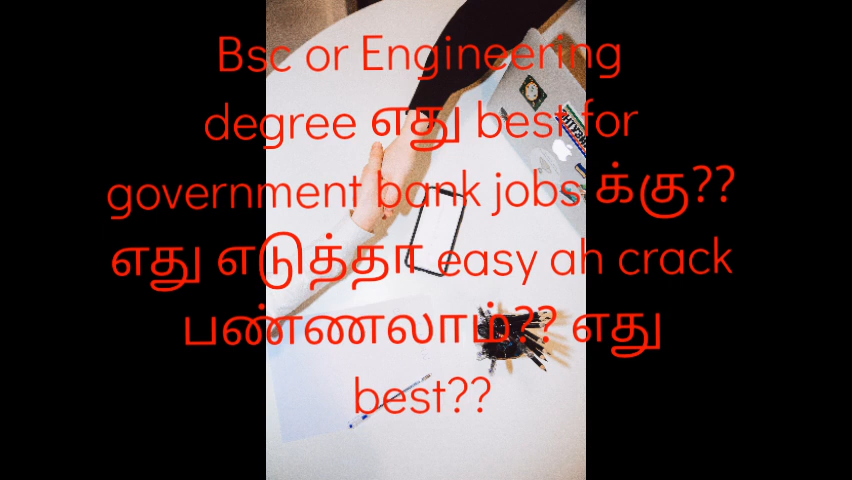 Bsc or Engineering
degree எது best for
government bank jobs க்கு??
எது எடுத்தா easy ah crack
பண்ணலாம்?? எது
best??